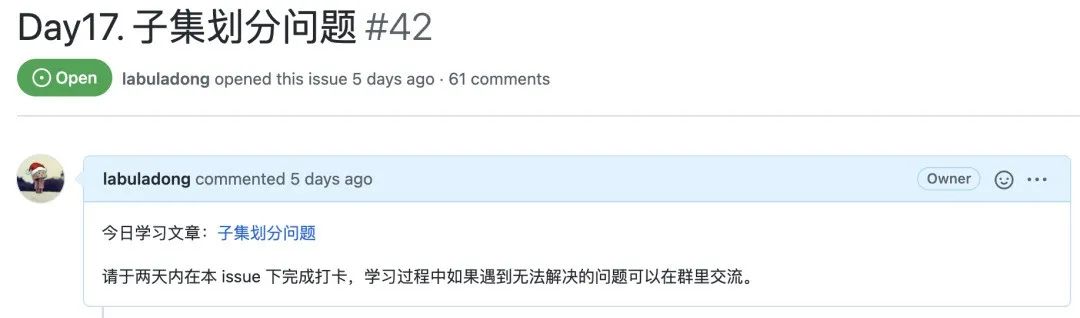 Day17. 子集划分问题 #42
Open labuladong opened this issue 5 days ago · 61 comments
labuladong commented 5 days ago Owner
今日学习文章：子集划分问题
请于两天内在本 issue 下完成打卡，学习过程中如果遇到无法解决的问题可以在群里交流。